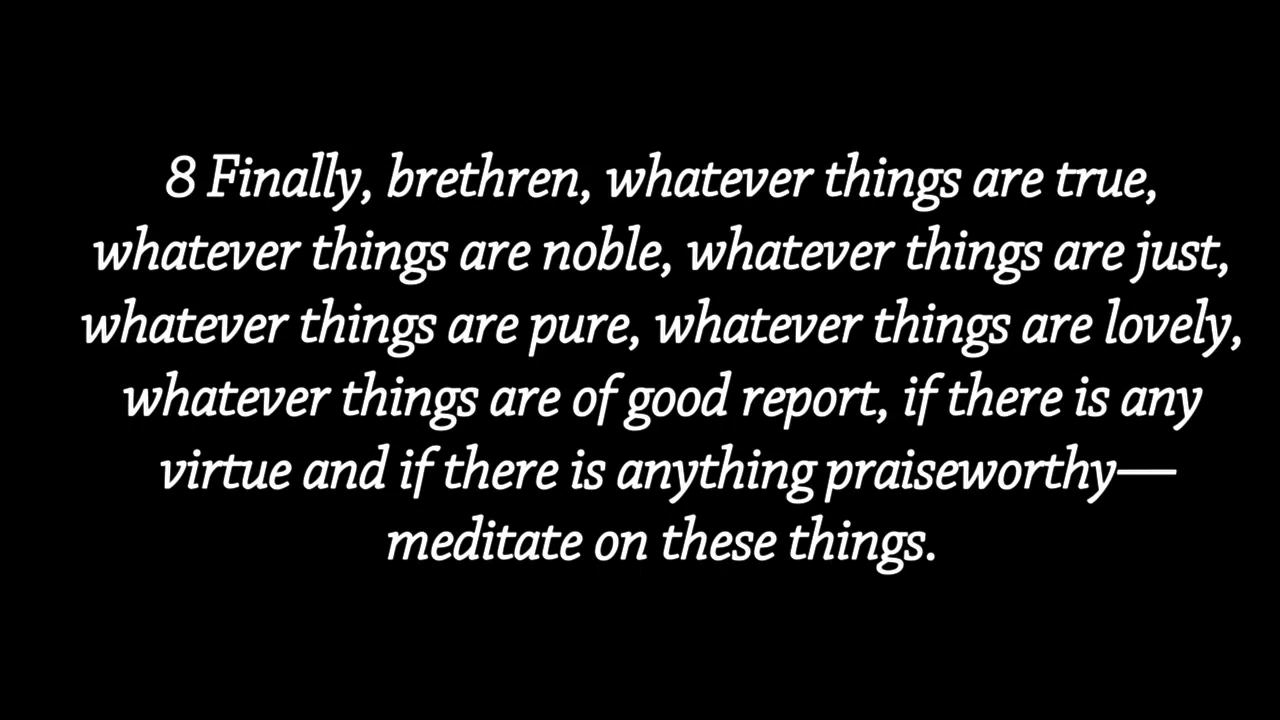 8 Finally, brethren, whatever things are true,
whatever things are noble, whatever things are just,
whatever things are pure, whatever things are lovely,
whatever things are of good report, if there is any
virtue and if there is anything praiseworthy—
meditate on these things.